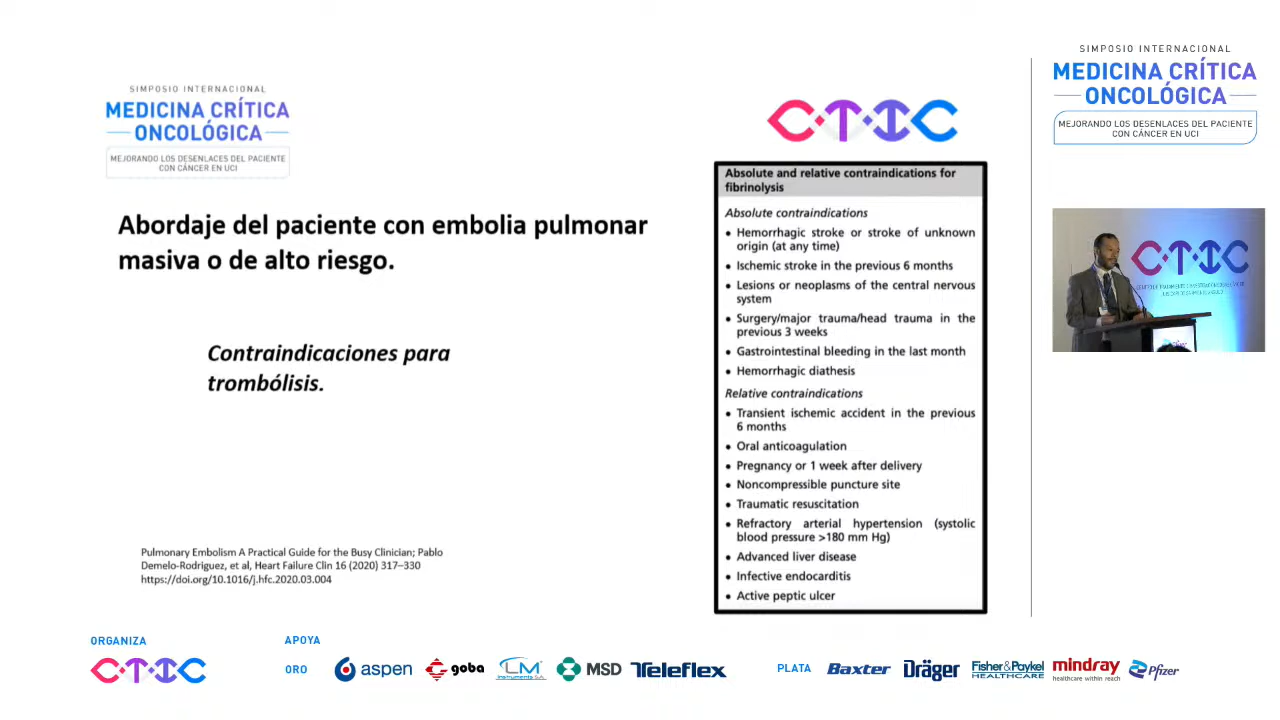 SIMPOSIO INTERNACIONAL
MEDICINA CRÍTICA
ONCOLÓGICA
MEJORANDO LOS DESENLACES DEL PACIENTE
CON CÁNCER EN UCI
Abordaje del paciente con embolia pulmonar
masiva o de alto riesgo.
Contraindicaciones para
trombólisis.
Pulmonary Embolism A Practical Guide for the Busy Clinician; Pablo
Demelo-Rodriguez, et al, Heart Failure Clin 16 (2020) 317–330
https://doi.org/10.1016/j.hfc.2020.03.004
CTIC
Absolute and relative contraindications for
fibrinolysis
Absolute contraindications
• Hemorrhagic stroke or stroke of unknown
origin (at any time)
• Ischemic stroke in the previous 6 months
• Lesions or neoplasms of the central nervous
system
• Surgery/major trauma/head trauma in the
previous 3 weeks
• Gastrointestinal bleeding in the last month
• Hemorrhagic diathesis
Relative contraindications
• Transient ischemic accident in the previous
6 months
• Oral anticoagulation
• Pregnancy or 1 week after delivery
• Noncompressible puncture site
• Traumatic resuscitation
• Refractory arterial hypertension (systolic
blood pressure >180 mm Hg)
• Advanced liver disease
• Infective endocarditis
• Active peptic ulcer
SIMPOSIO INTERNACIONAL
MEDICINA CRÍTICA
ONCOLÓGICA
MEJORANDO LOS DESENLACES DEL PACIENTE
CON CÁNCER EN UCI
CTIC
ORGANIZA
CTIC
APOYA
ORO
aspen
goba
LM
Instruments S.A.
MSD
Teleflex
PLATA
Baxter
Dräger
Fisher&Paykel
HEALTHCARE
mindray
healthcare within reach
Pfizer